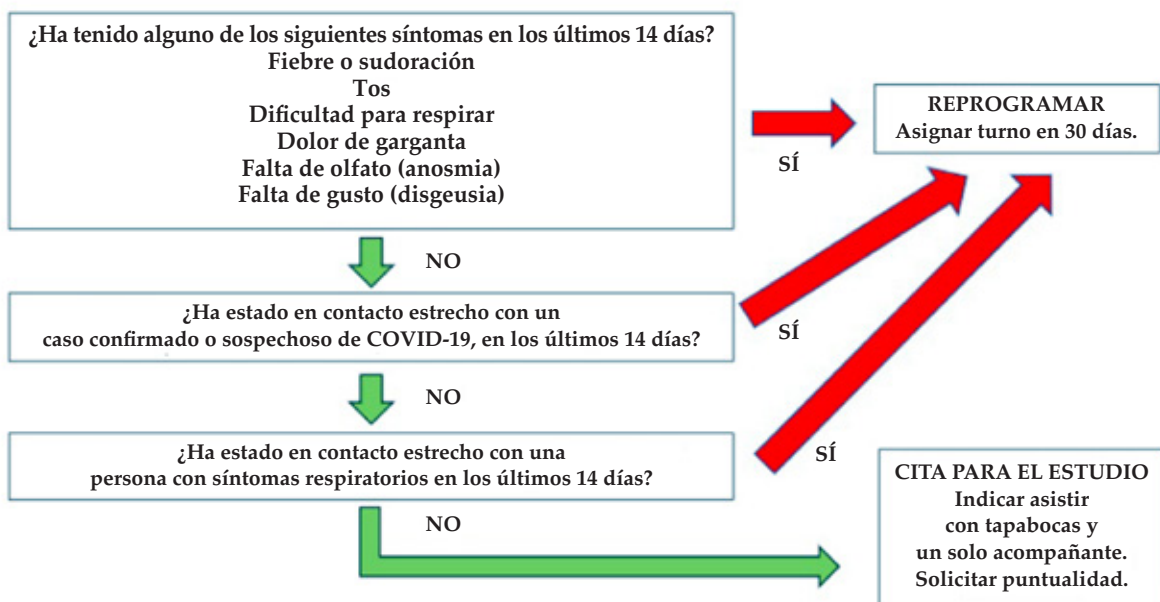 ¿Ha tenido alguno de los siguientes síntomas en los últimos 14 días?
Fiebre o sudoración
Tos
Dificultad para respirar
Dolor de garganta
Falta de olfato (anosmia)
Falta de gusto (disgeusia)
SÍ
REPROGRAMAR
Asignar turno en 30 días.
NO
¿Ha estado en contacto estrecho con un
caso confirmado o sospechoso de COVID-19, en los últimos 14 días?
SÍ
NO
¿Ha estado en contacto estrecho con una
persona con síntomas respiratorios en los últimos 14 días?
SÍ
NO
CITA PARA EL ESTUDIO
Indicar asistir
con tapabocas y
un solo acompañante.
Solicitar puntualidad.